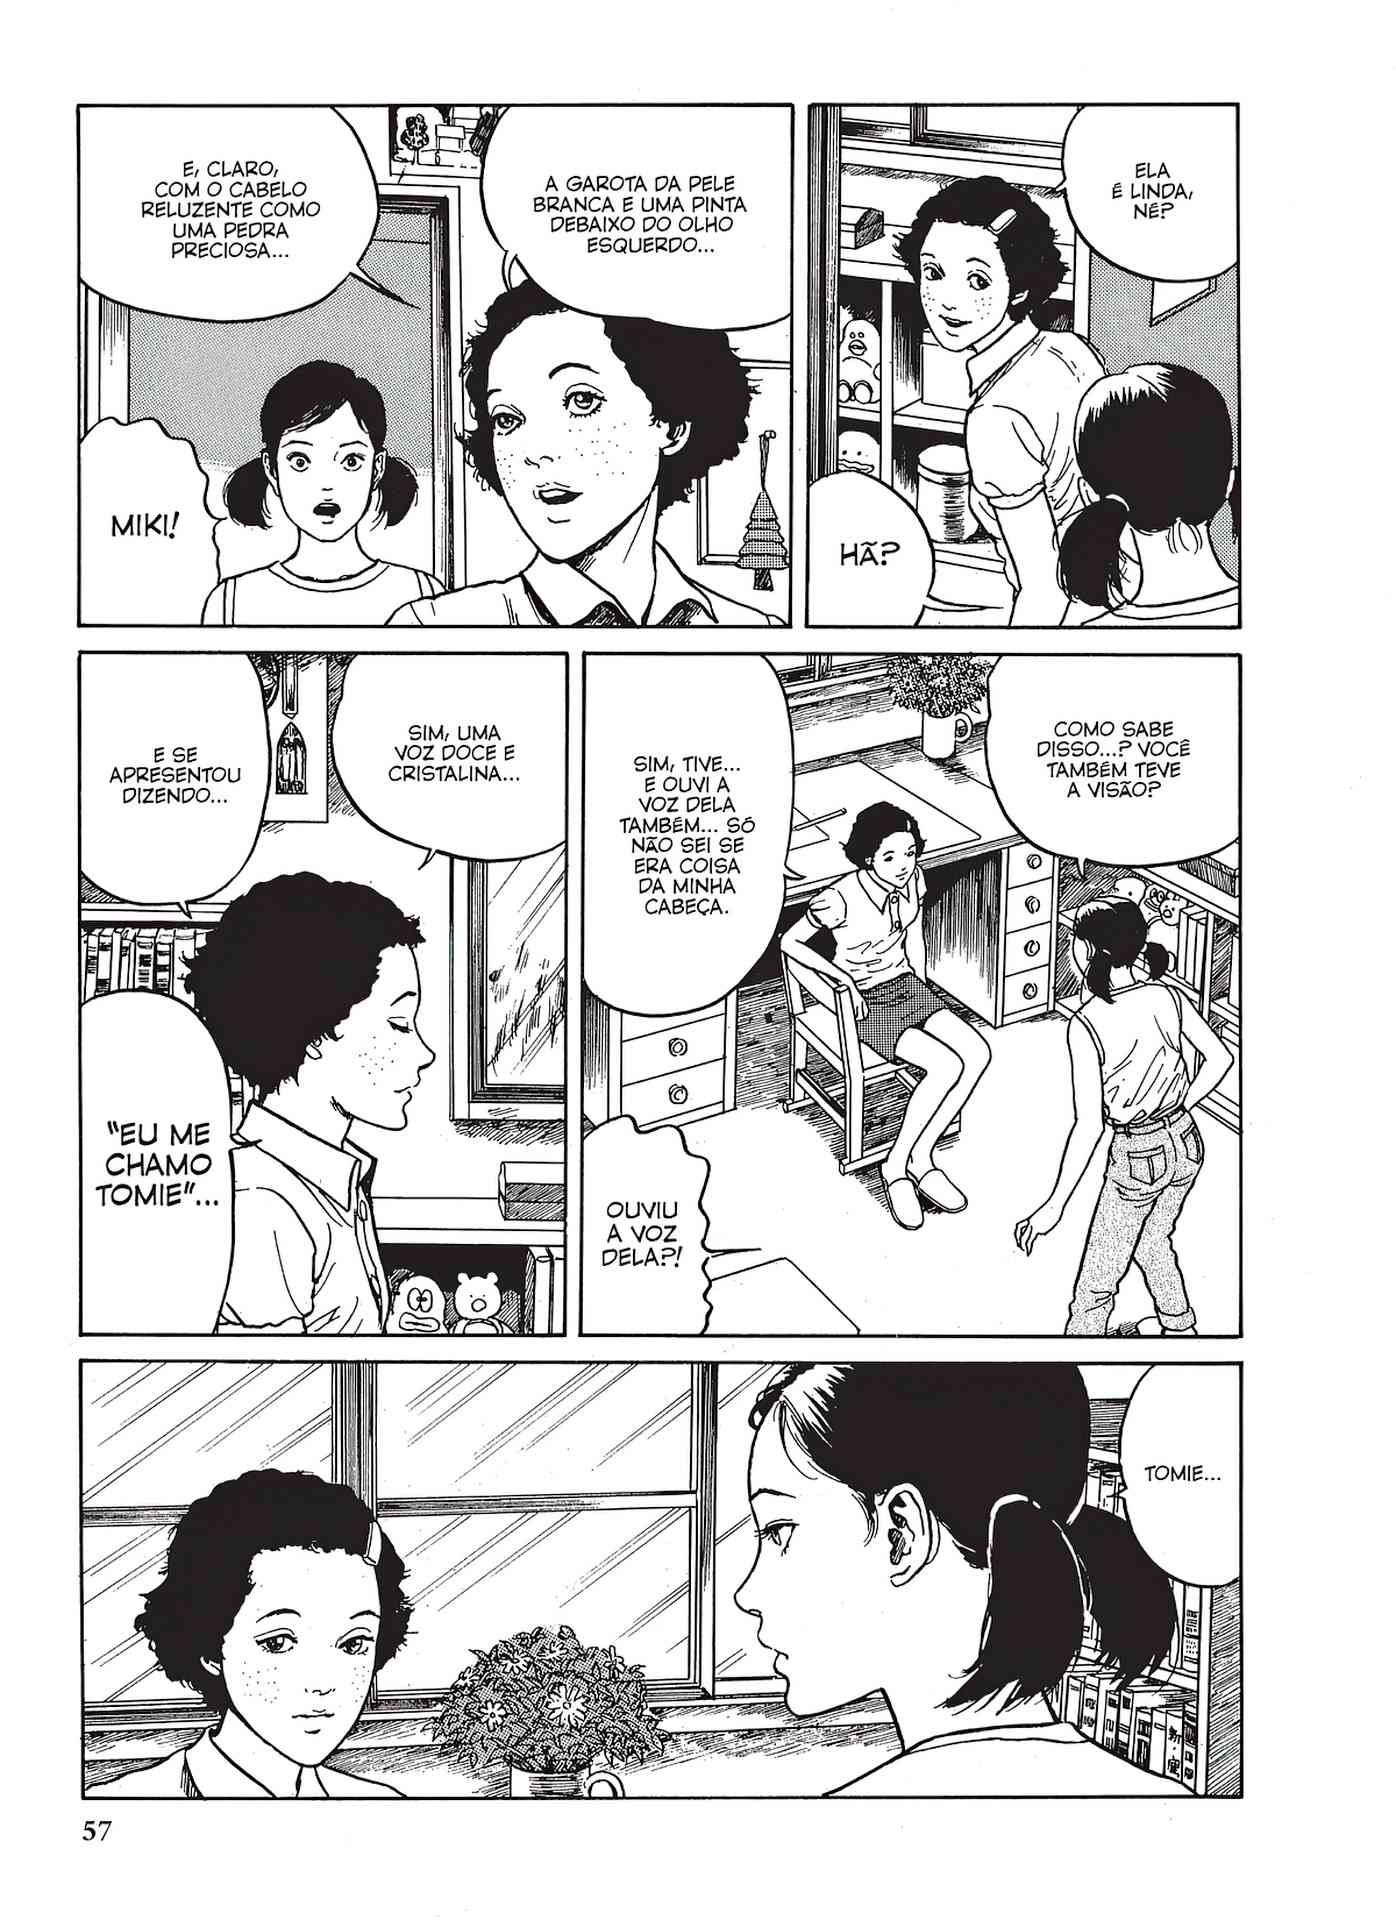 ELA
É LINDA,
NÉ?
HÃ?
A GAROTA DA PELE
BRANCA E UMA PINTA
DEBAIXO DO OLHO
ESQUERDO...
E, CLARO,
COM O CABELO
RELUZENTE COMO
UMA PEDRA
PRECIOSA...
MIKI!
COMO SABE
DISSO...? VOCÊ
TAMBÉM TEVE
A VISÃO?
SIM, TIVE...
E OUVI A
VOZ DELA
TAMBÉM... SÓ
NÃO SEI SE
ERA COISA
DA MINHA
CABEÇA.
OUVIU
A VOZ
DELA?!
SIM, UMA
VOZ DOCE E
CRISTALINA...
E SE
APRESENTOU
DIZENDO...
"EU ME
CHAMO
TOMIE"...
TOMIE...
57